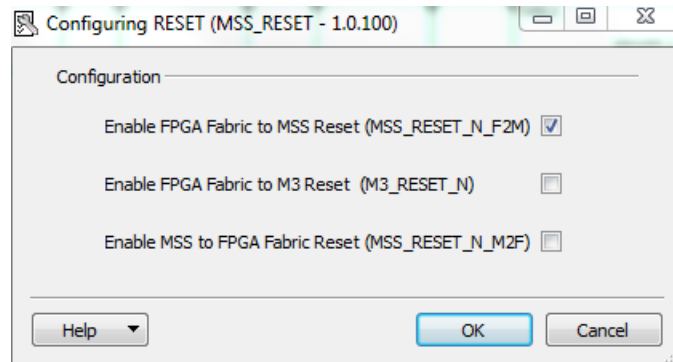 Configuring RESET (MSS_RESET - 1.0.100)
Configuration
Enable FPGA Fabric to MSS Reset (MSS_RESET_N_F2M)
Enable FPGA Fabric to M3 Reset (M3_RESET_N)
Enable MSS to FPGA Fabric Reset (MSS_RESET_N_M2F)
Help OK Cancel